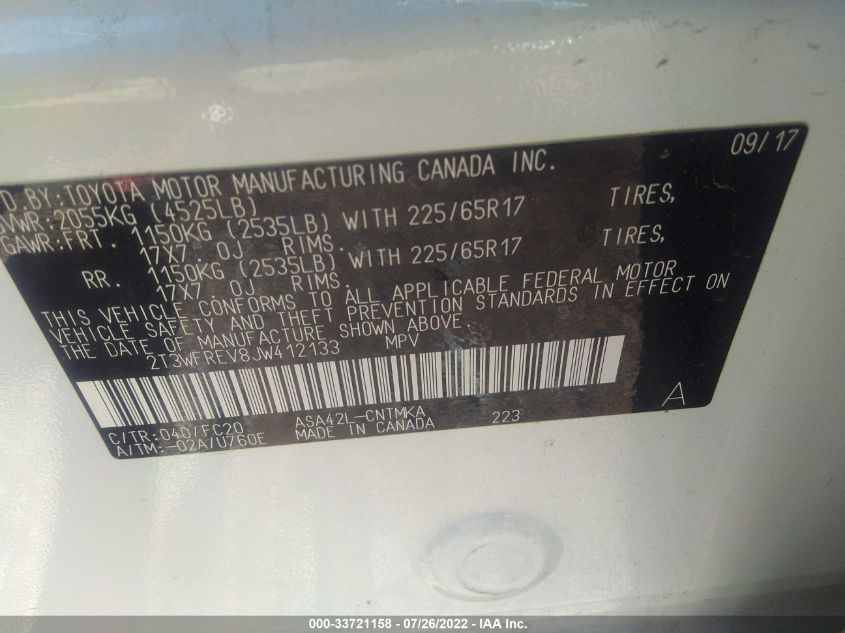 D BY: TOYOTA MOTOR MANUFACTURING CANADA INC. 09/17
GVWR: 2055KG (4525LB)
GAWR: FRT. 1150KG (2535LB) WITH 225/65R17 TIRES,
17X7.0J RIMS.
RR. 1150KG (2535LB) WITH 225/65R17 TIRES,
17X7.0J RIMS.
THIS VEHICLE CONFORMS TO ALL APPLICABLE FEDERAL MOTOR
VEHICLE SAFETY AND THEFT PREVENTION STANDARDS IN EFFECT ON
THE DATE OF MANUFACTURE SHOWN ABOVE.
2T3WFREV8JW412133 MPV
C/TR: 040/FC20 ASA42L-CNTMKA 223
A/TM: -02A/U760E MADE IN CANADA
A
000-33721158 - 07/26/2022 - IAA Inc.